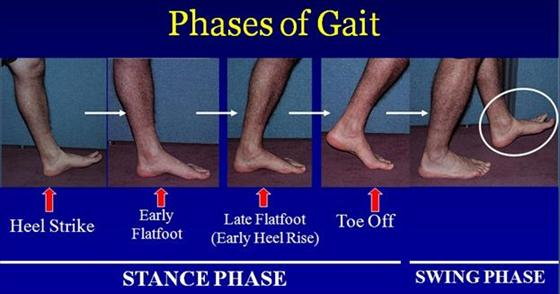 Phases of Gait
Heel Strike
Early
Flatfoot
Late Flatfoot
(Early Heel Rise)
Toe Off
STANCE PHASE
SWING PHASE